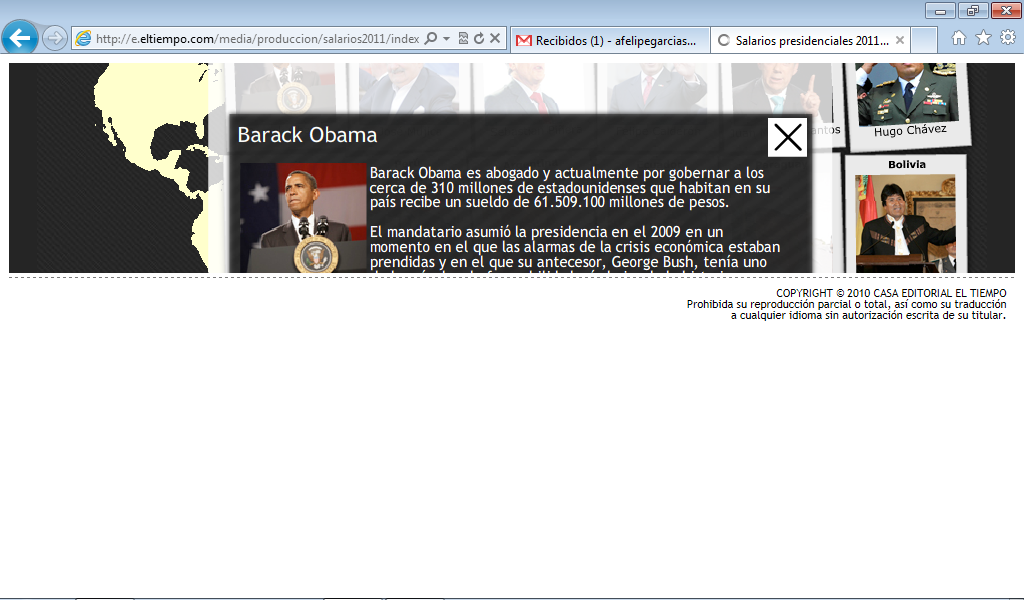 http://e.eltiempo.com/media/produccion/salarios2011/index
Recibidos (1) - afelipegarcias...
Salarios presidenciales 2011...
Hugo Chávez
Bolivia
Barack Obama
Barack Obama es abogado y actualmente por gobernar a los
cerca de 310 millones de estadounidenses que habitan en su
país recibe un sueldo de 61.509.100 millones de pesos.
El mandatario asumió la presidencia en el 2009 en un
momento en el que las alarmas de la crisis económica estaban
prendidas y en el que su antecesor, George Bush, tenía uno
COPYRIGHT © 2010 CASA EDITORIAL EL TIEMPO
Prohibida su reproducción parcial o total, así como su traducción
a cualquier idioma sin autorización escrita de su titular.